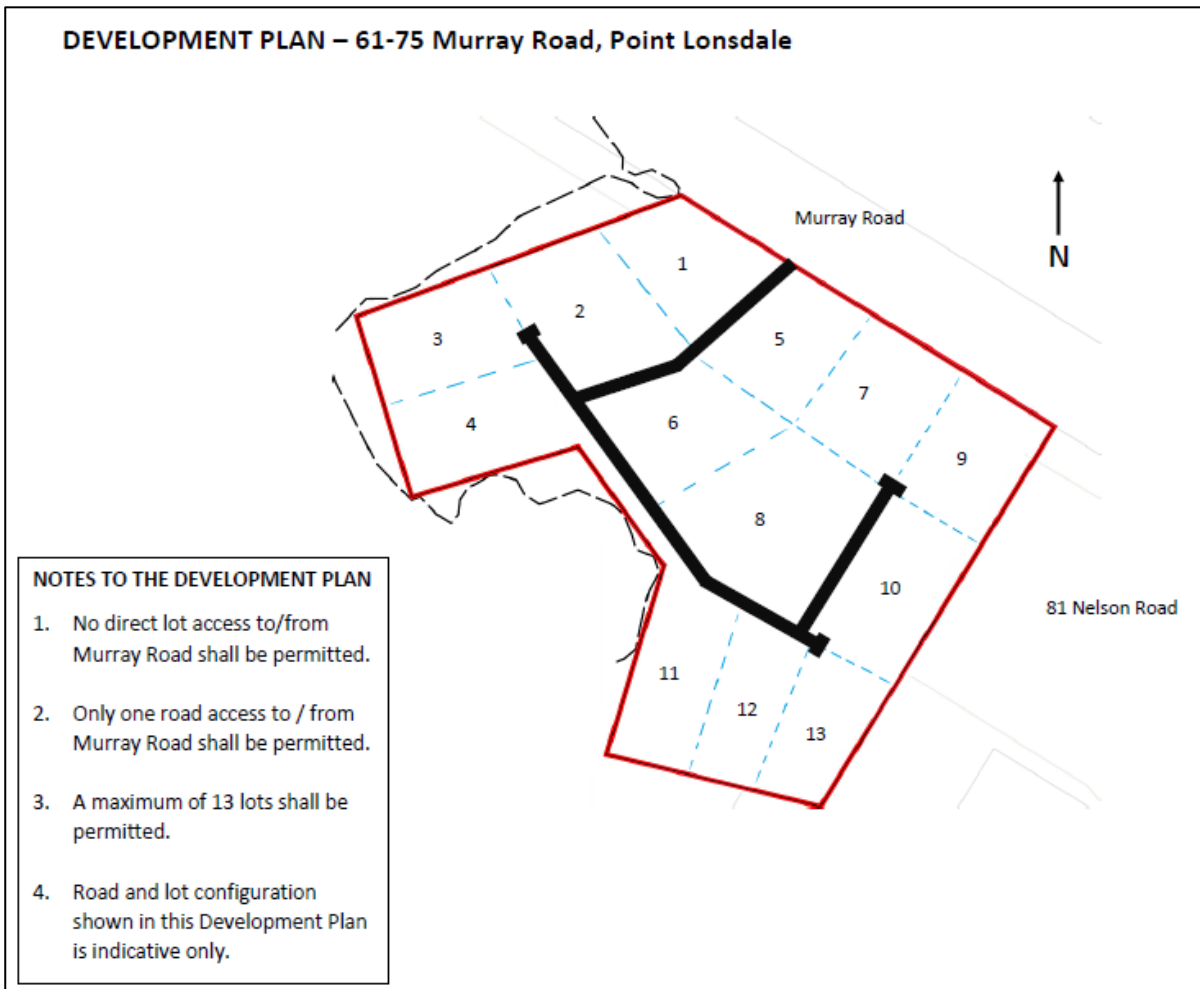 DEVELOPMENT PLAN – 61-75 Murray Road, Point Lonsdale
Murray Road
N
1
2
3
5
4
6
7
9
8
10
81 Nelson Road
11
12
13
NOTES TO THE DEVELOPMENT PLAN
1. No direct lot access to/from
Murray Road shall be permitted.
2. Only one road access to / from
Murray Road shall be permitted.
3. A maximum of 13 lots shall be
permitted.
4. Road and lot configuration
shown in this Development Plan
is indicative only.